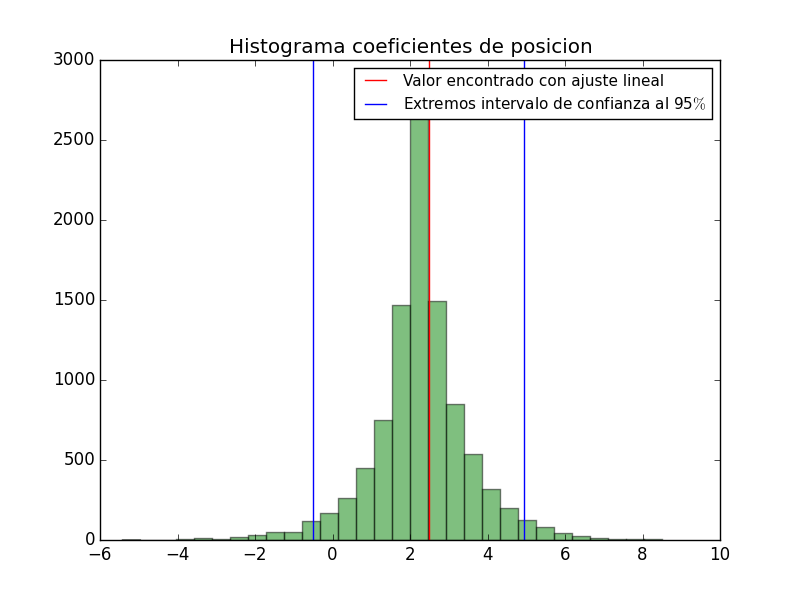 Histograma coeficientes de posicion
Valor encontrado con ajuste lineal
Extremos intervalo de confianza al 95%
3000
2500
2000
1500
1000
500
0
−6 −4 −2 0 2 4 6 8 10